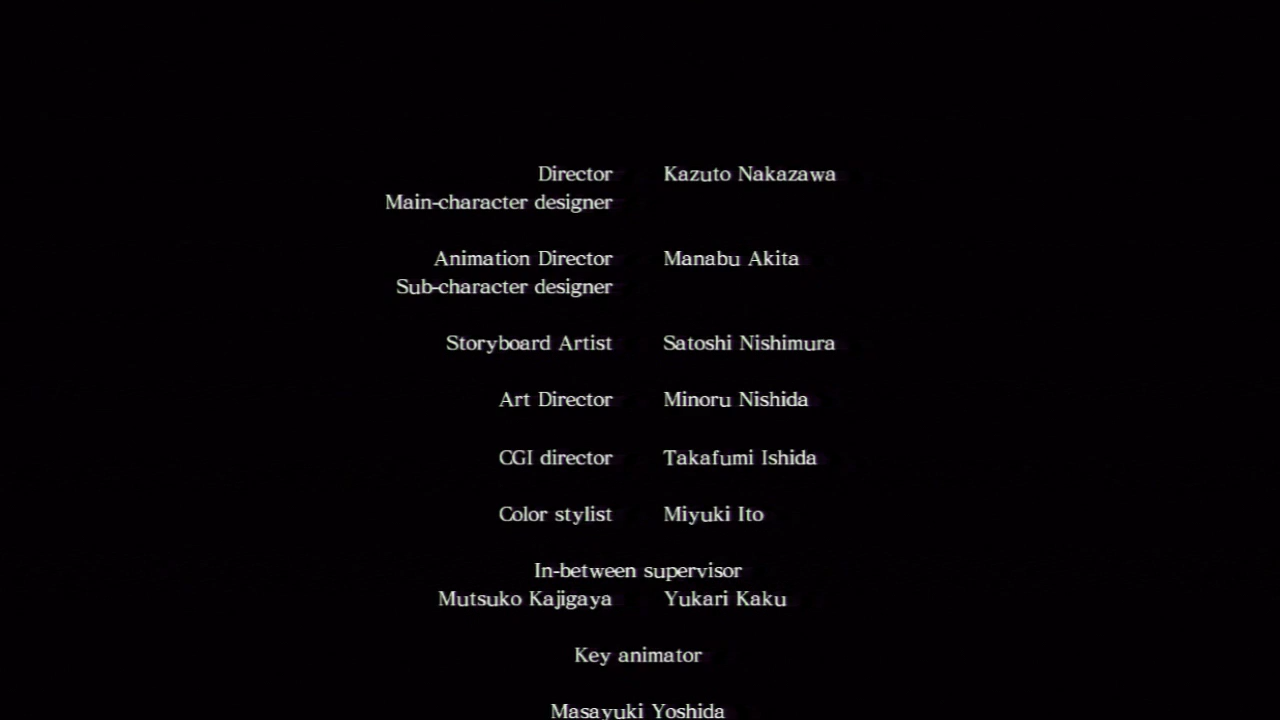 Director Kazuto Nakazawa
Main-character designer
Animation Director Manabu Akita
Sub-character designer
Storyboard Artist Satoshi Nishimura
Art Director Minoru Nishida
CGI director Takafumi Ishida
Color stylist Miyuki Ito
In-between supervisor
Mutsuko Kajigaya Yukari Kaku
Key animator
Masayuki Yoshida